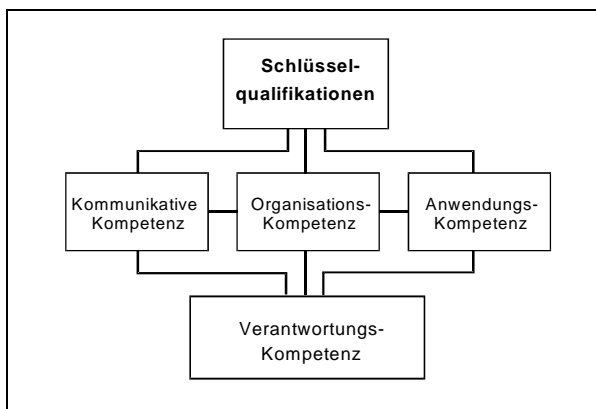 Schlüssel-
qualifikationen
Kommunikative
Kompetenz
Organisations-
Kompetenz
Anwendungs-
Kompetenz
Verantwortungs-
Kompetenz